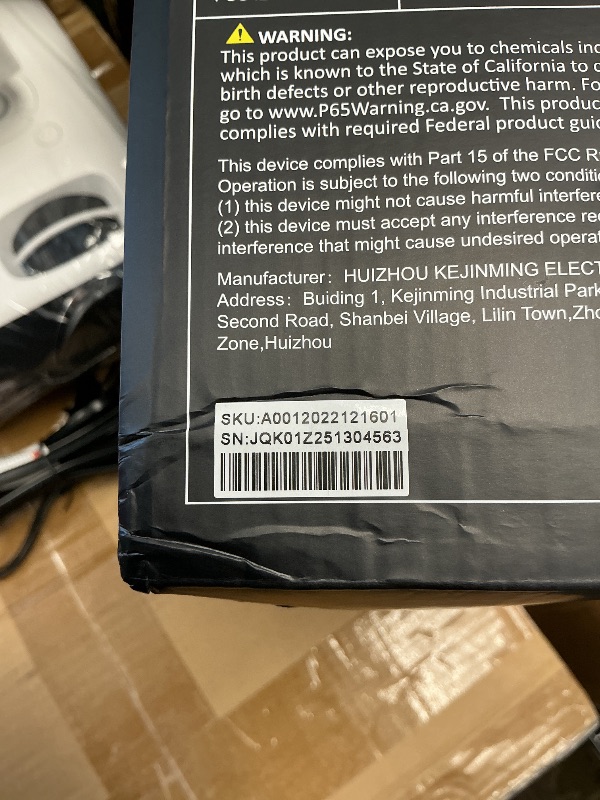 WARNING:
This product can expose you to chemicals inc
which is known to the State of California to c
birth defects or other reproductive harm. Fo
go to www.P65Warning.ca.gov. This produc
complies with required Federal product guid
This device complies with Part 15 of the FCC R
Operation is subject to the following two conditi
(1) this device might not cause harmful interfere
(2) this device must accept any interference rec
interference that might cause undesired operat
Manufacturer: HUIZHOU KEJINMING ELECT
Address: Buiding 1, Kejinming Industrial Park
Second Road, Shanbei Village, Lilin Town,Zho
Zone,Huizhou
SKU:A0012022121601
SN:JQK01Z251304563